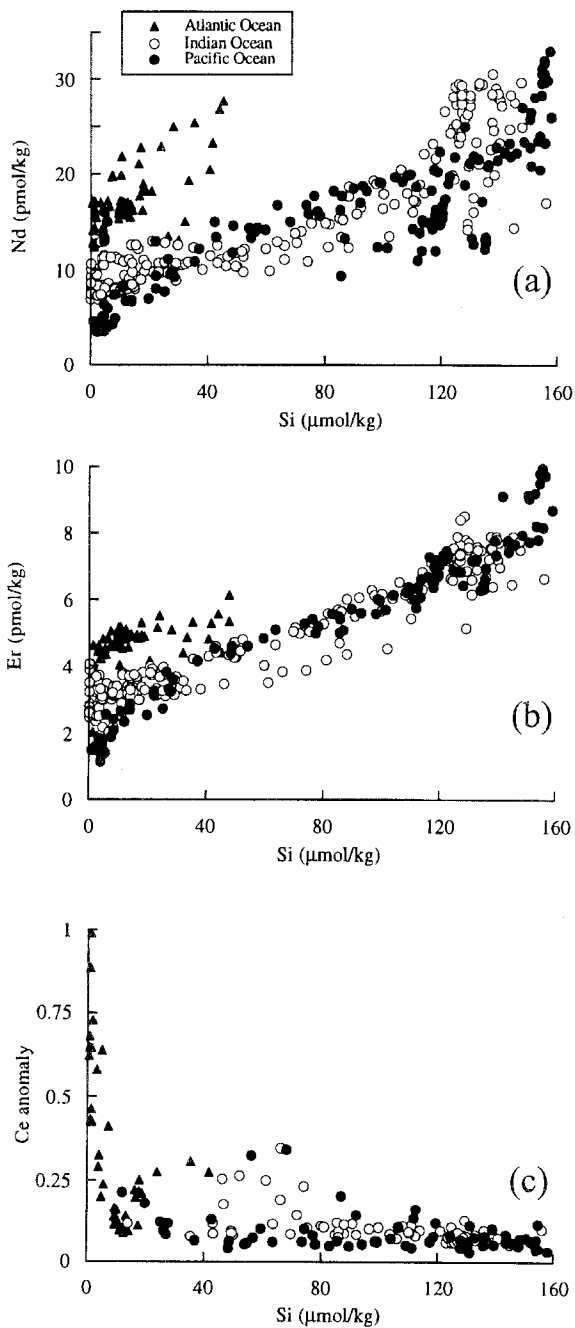 Atlantic Ocean
Indian Ocean
Pacific Ocean
30
20
10
0
Nd (pmol/kg)
(a)
0 40 80 120 160
Si (μmol/kg)
10
8
6
4
2
0
Er (pmol/kg)
(b)
0 40 80 120 160
Si (μmol/kg)
1
0.75
0.5
0.25
0
Ce anomaly
(c)
0 40 80 120 160
Si (μmol/kg)